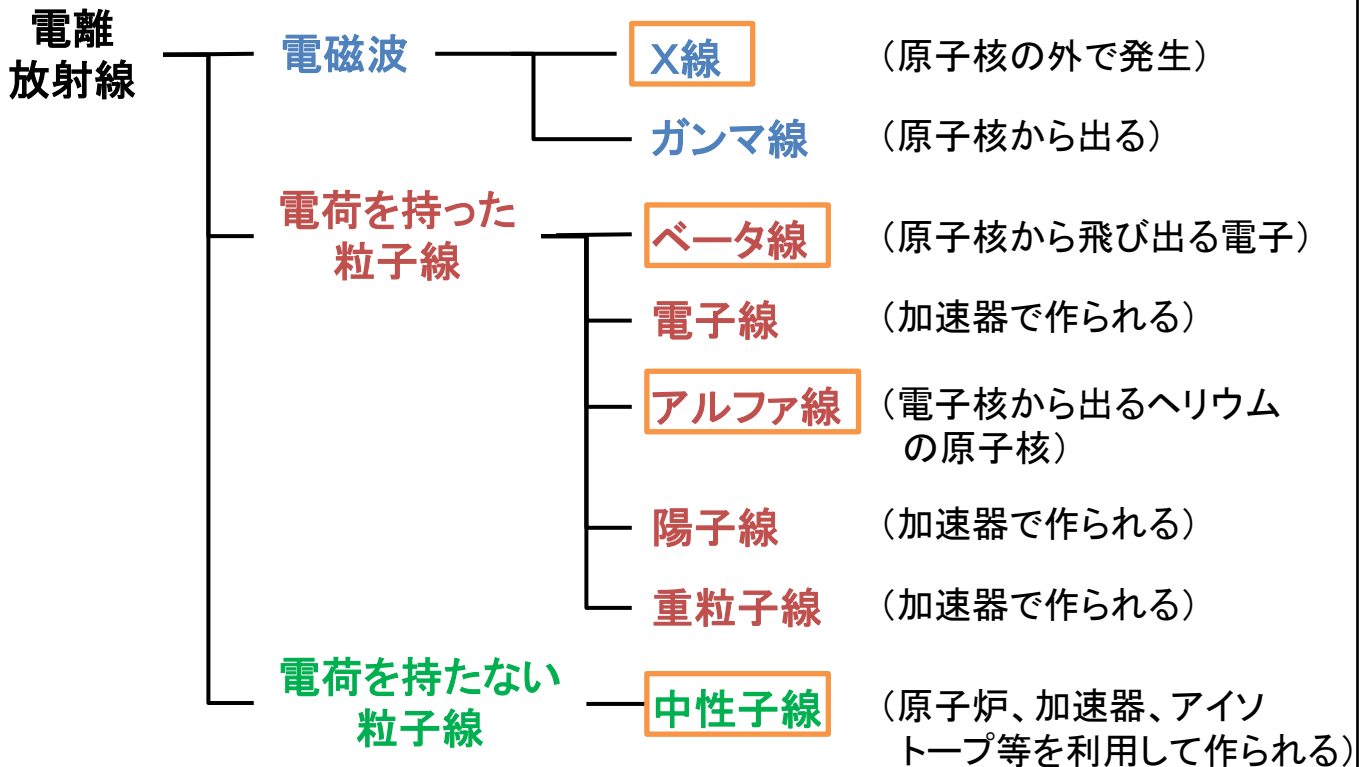 電離
放射線
電磁波
X線
(原子核の外で発生)
ガンマ線
(原子核から出る)
電荷を持った
粒子線
ベータ線
(原子核から飛び出る電子)
電子線
(加速器で作られる)
アルファ線
(電子核から出るヘリウム
の原子核)
陽子線
(加速器で作られる)
重粒子線
(加速器で作られる)
電荷を持たない
粒子線
中性子線
(原子炉、加速器、アイソ
トープ等を利用して作られる)